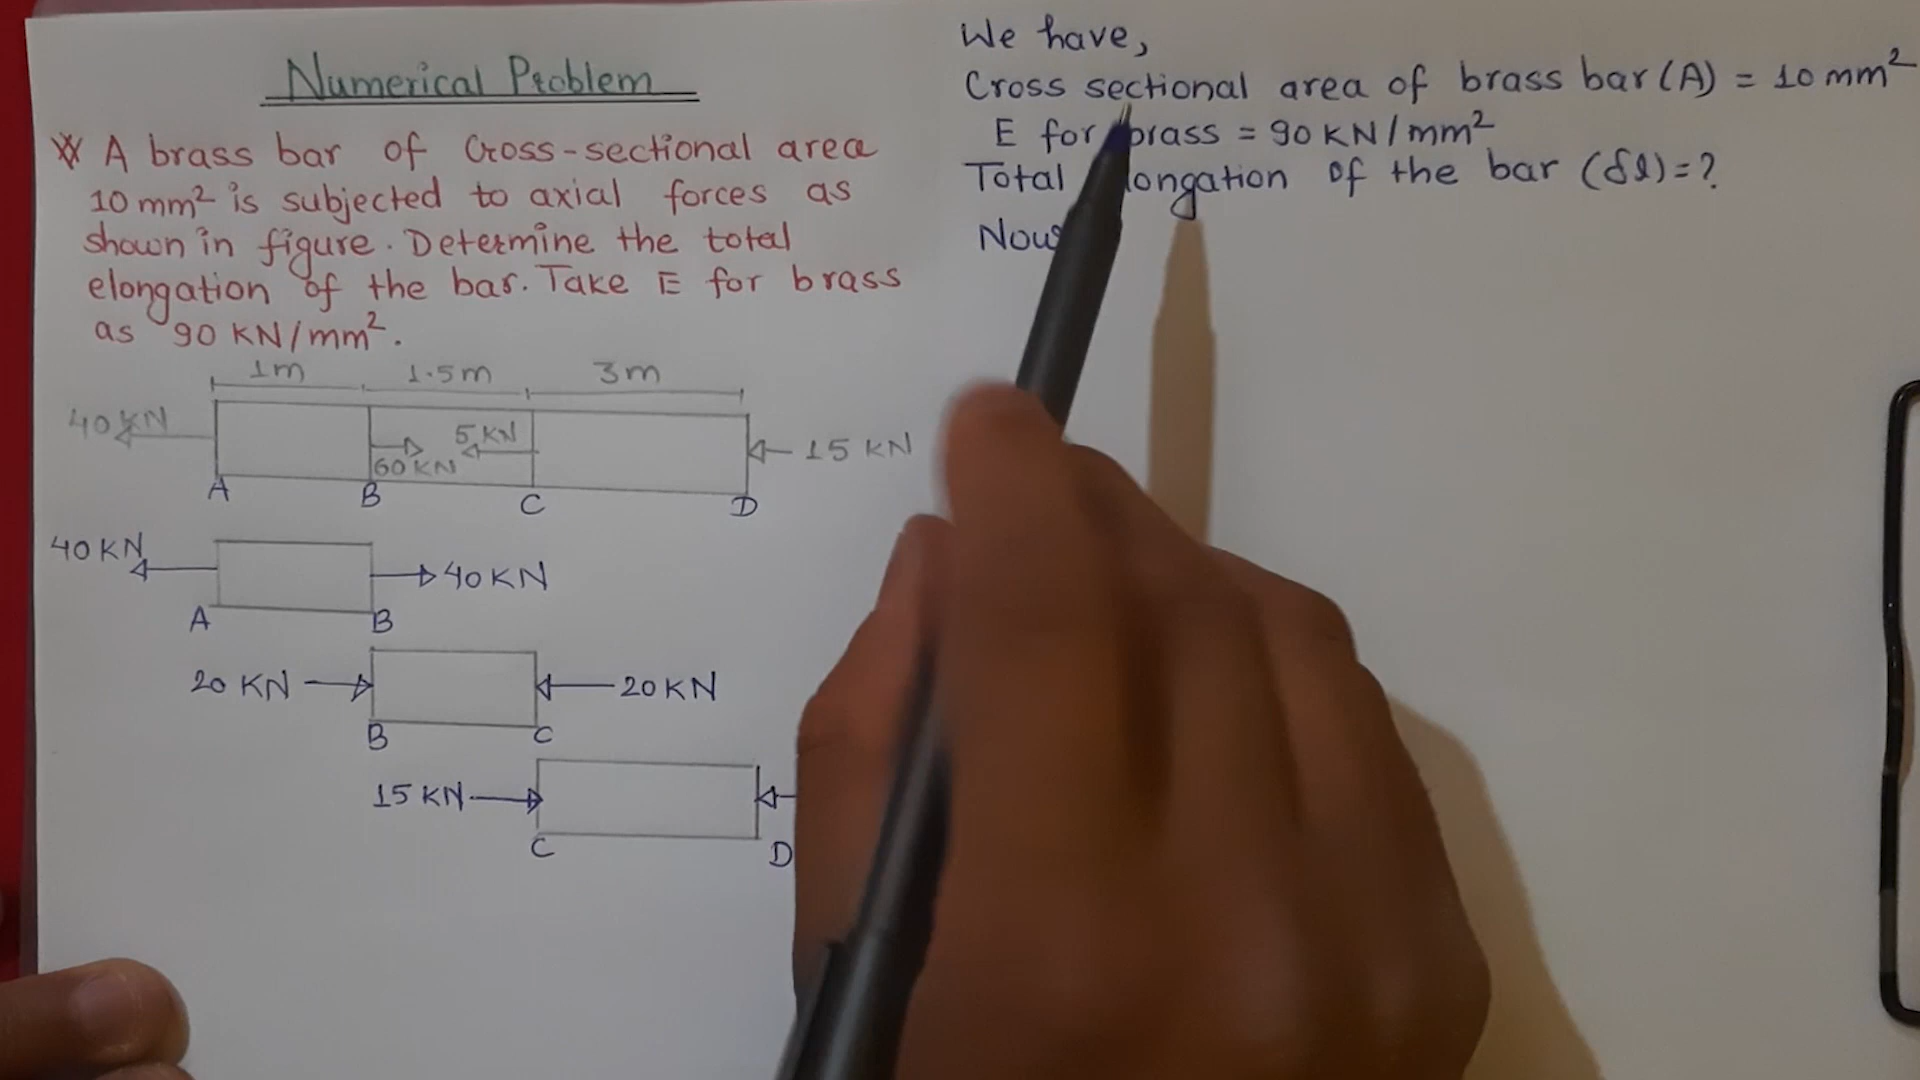 Numerical Problem
※ A brass bar of Cross-sectional area
10 mm² is subjected to axial forces as
shown in figure. Determine the total
elongation of the bar. Take E for brass
as 90 KN/mm².
1m 1.5m 3m
40 KN 5 KN 15 KN
60 KN
A B C D
40 KN 40 KN
A B
20 KN 20 KN
B C
15 KN
C D
We have,
Cross sectional area of brass bar (A) = 10 mm²
E for brass = 90 KN/mm²
Total longation of the bar (δl) = ?
Now